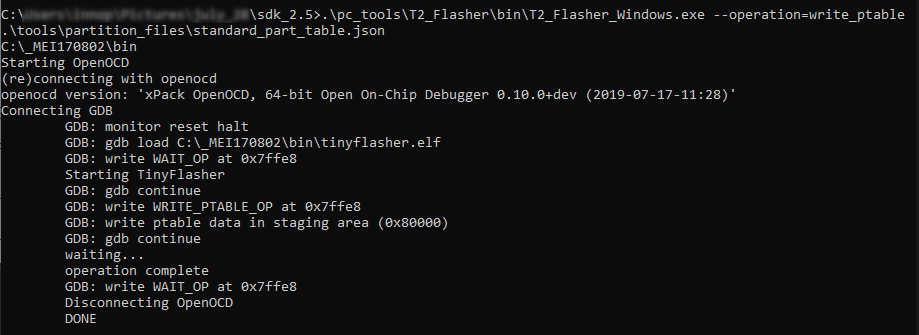 C:\ \sdk_2.5>.\pc_tools\T2_Flasher\bin\T2_Flasher_Windows.exe --operation=write_ptable
.\tools\partition_files\standard_part_table.json
C:\_MEI170802\bin
Starting OpenOCD
(re)connecting with openocd
openocd version: 'xPack OpenOCD, 64-bit Open On-Chip Debugger 0.10.0+dev (2019-07-17-11:28)'
Connecting GDB
GDB: monitor reset halt
GDB: gdb load C:\_MEI170802\bin\tinyflasher.elf
GDB: write WAIT_OP at 0x7ffe8
Starting TinyFlasher
GDB: gdb continue
GDB: write WRITE_PTABLE_OP at 0x7ffe8
GDB: write ptable data in staging area (0x80000)
GDB: gdb continue
waiting...
operation complete
GDB: write WAIT_OP at 0x7ffe8
Disconnecting OpenOCD
DONE